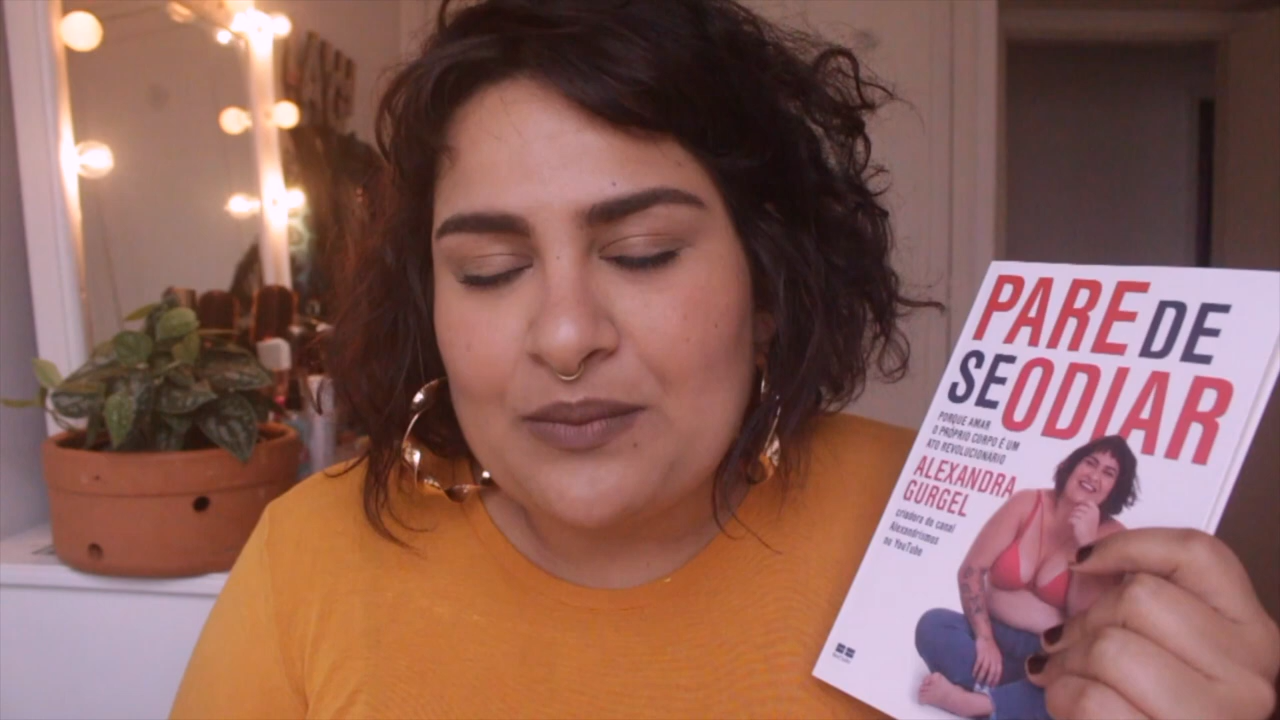 PARE DE
SE ODIAR
PORQUE AMAR
O PRÓPRIO CORPO É UM
ATO REVOLUCIONÁRIO
ALEXANDRA
GURGEL
criadora do canal
Alexandrismos
no YouTube